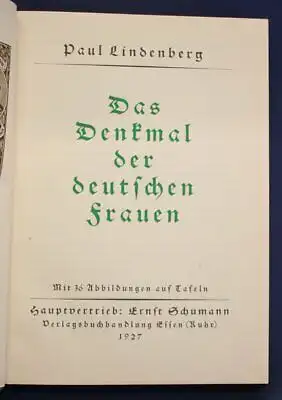 Paul Lindenberg
Das
Denkmal
der
deutschen
Frauen
Mit 36 Abbildungen auf Tafeln
Hauptvertrieb: Ernst Schumann
Verlagsbuchhandlung Essen (Ruhr)
1927